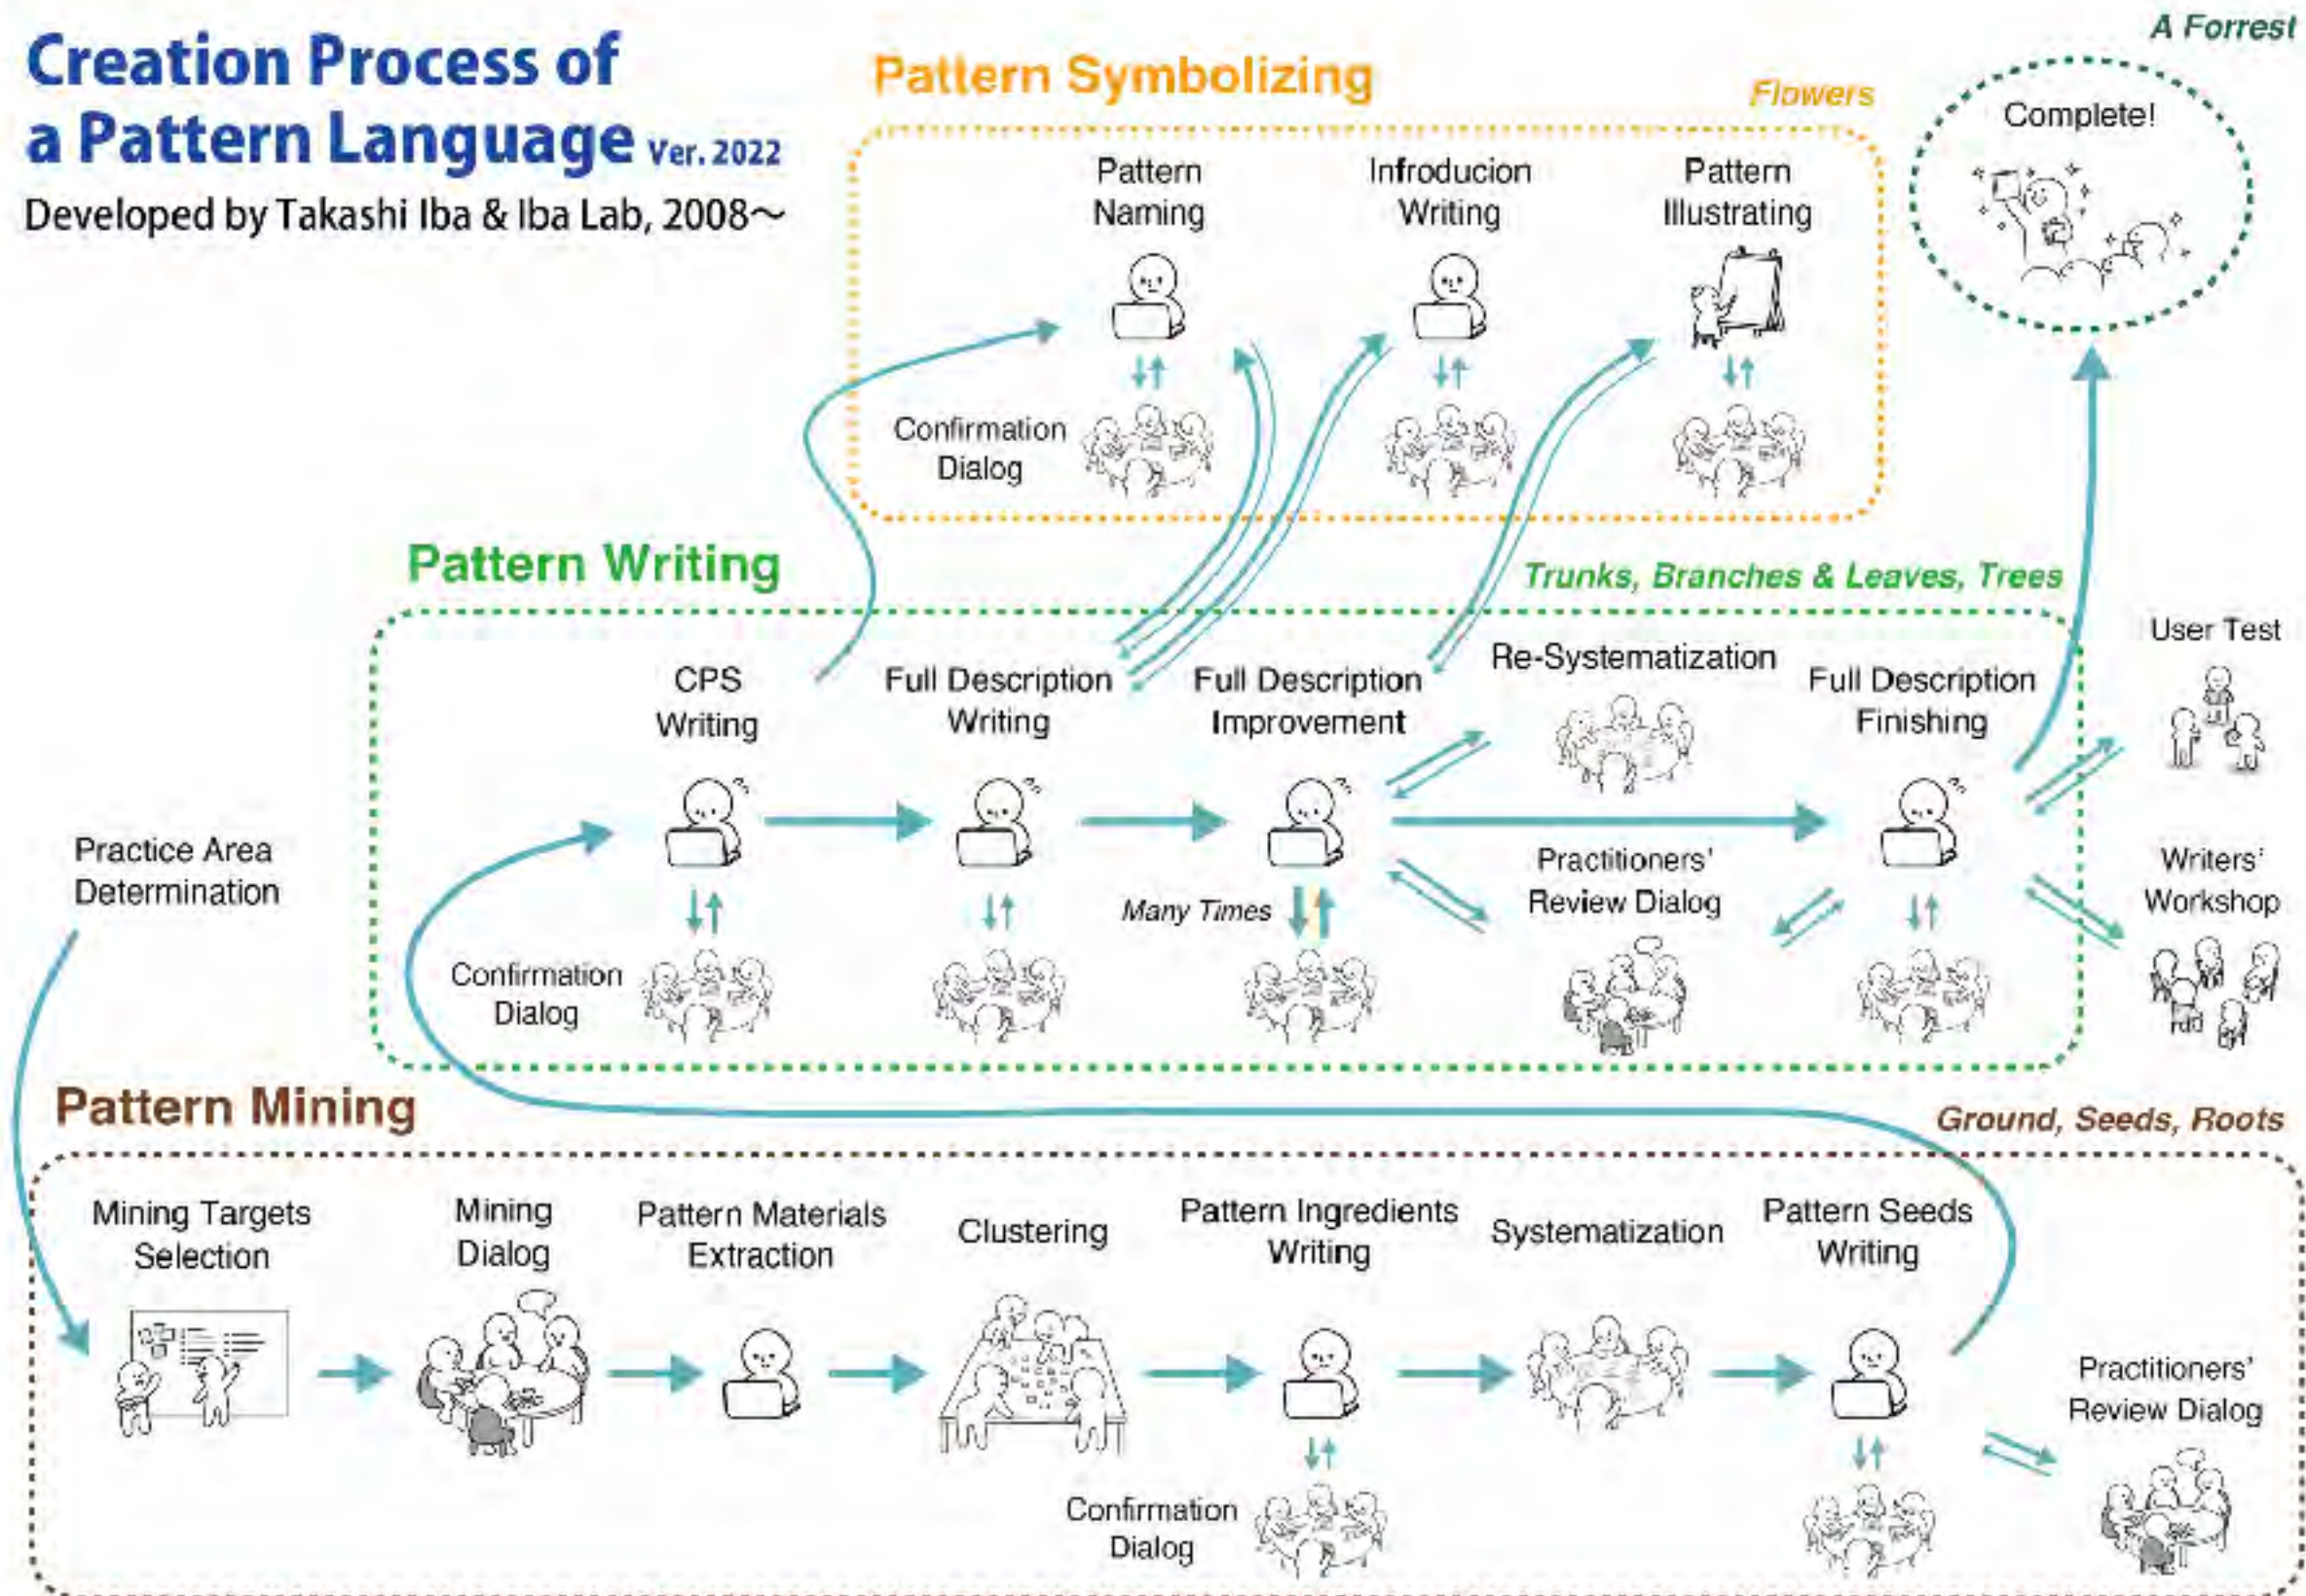 Creation Process of
a Pattern Language Ver. 2022
Developed by Takashi Iba & Iba Lab, 2008～
A Forrest
Complete!
Pattern Symbolizing
Flowers
Pattern
Naming
Infroducion
Writing
Pattern
Illustrating
Confirmation
Dialog
Pattern Writing
Trunks, Branches & Leaves, Trees
CPS
Writing
Full Description
Writing
Full Description
Improvement
Re-Systematization
Full Description
Finishing
User Test
Many Times
Practitioners'
Review Dialog
Writers'
Workshop
Confirmation
Dialog
Practice Area
Determination
Pattern Mining
Ground, Seeds, Roots
Mining Targets
Selection
Mining
Dialog
Pattern Materials
Extraction
Clustering
Pattern Ingredients
Writing
Systematization
Pattern Seeds
Writing
Practitioners'
Review Dialog
Confirmation
Dialog